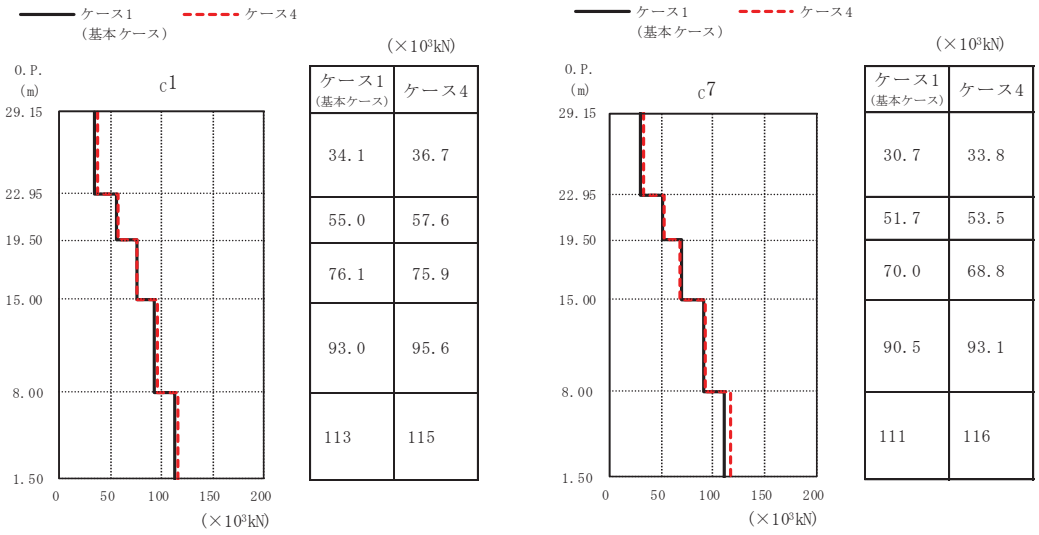 ケース1 ケース4
(基本ケース)
(×10³kN)
O.P.
(m)
C1
ケース1 ケース4
(基本ケース)
29.15
34.1 36.7
22.95
55.0 57.6
19.50
76.1 75.9
15.00
93.0 95.6
8.00
113 115
1.50
0 50 100 150 200
(×10³kN)
ケース1 ケース4
(基本ケース)
(×10³kN)
O.P.
(m)
C7
ケース1 ケース4
(基本ケース)
29.15
30.7 33.8
22.95
51.7 53.5
19.50
70.0 68.8
15.00
90.5 93.1
8.00
111 116
1.50
0 50 100 150 200
(×10³kN)